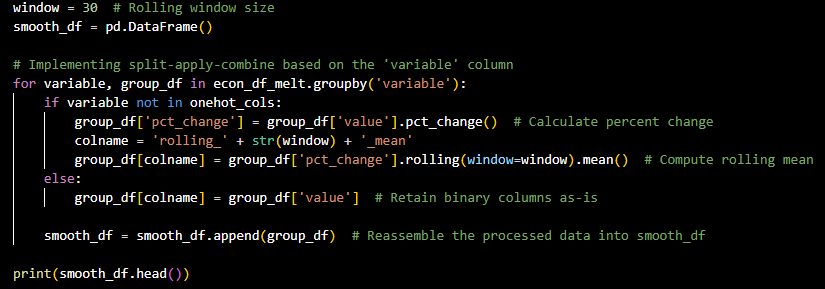 window = 30  # Rolling window size
smooth_df = pd.DataFrame()

# Implementing split-apply-combine based on the 'variable' column
for variable, group_df in econ_df_melt.groupby('variable'):
    if variable not in onehot_cols:
        group_df['pct_change'] = group_df['value'].pct_change()  # Calculate percent change
        colname = 'rolling_' + str(window) + '_mean'
        group_df[colname] = group_df['pct_change'].rolling(window=window).mean()  # Compute rolling mean
    else:
        group_df[colname] = group_df['value']  # Retain binary columns as-is

    smooth_df = smooth_df.append(group_df)  # Reassemble the processed data into smooth_df

print(smooth_df.head())